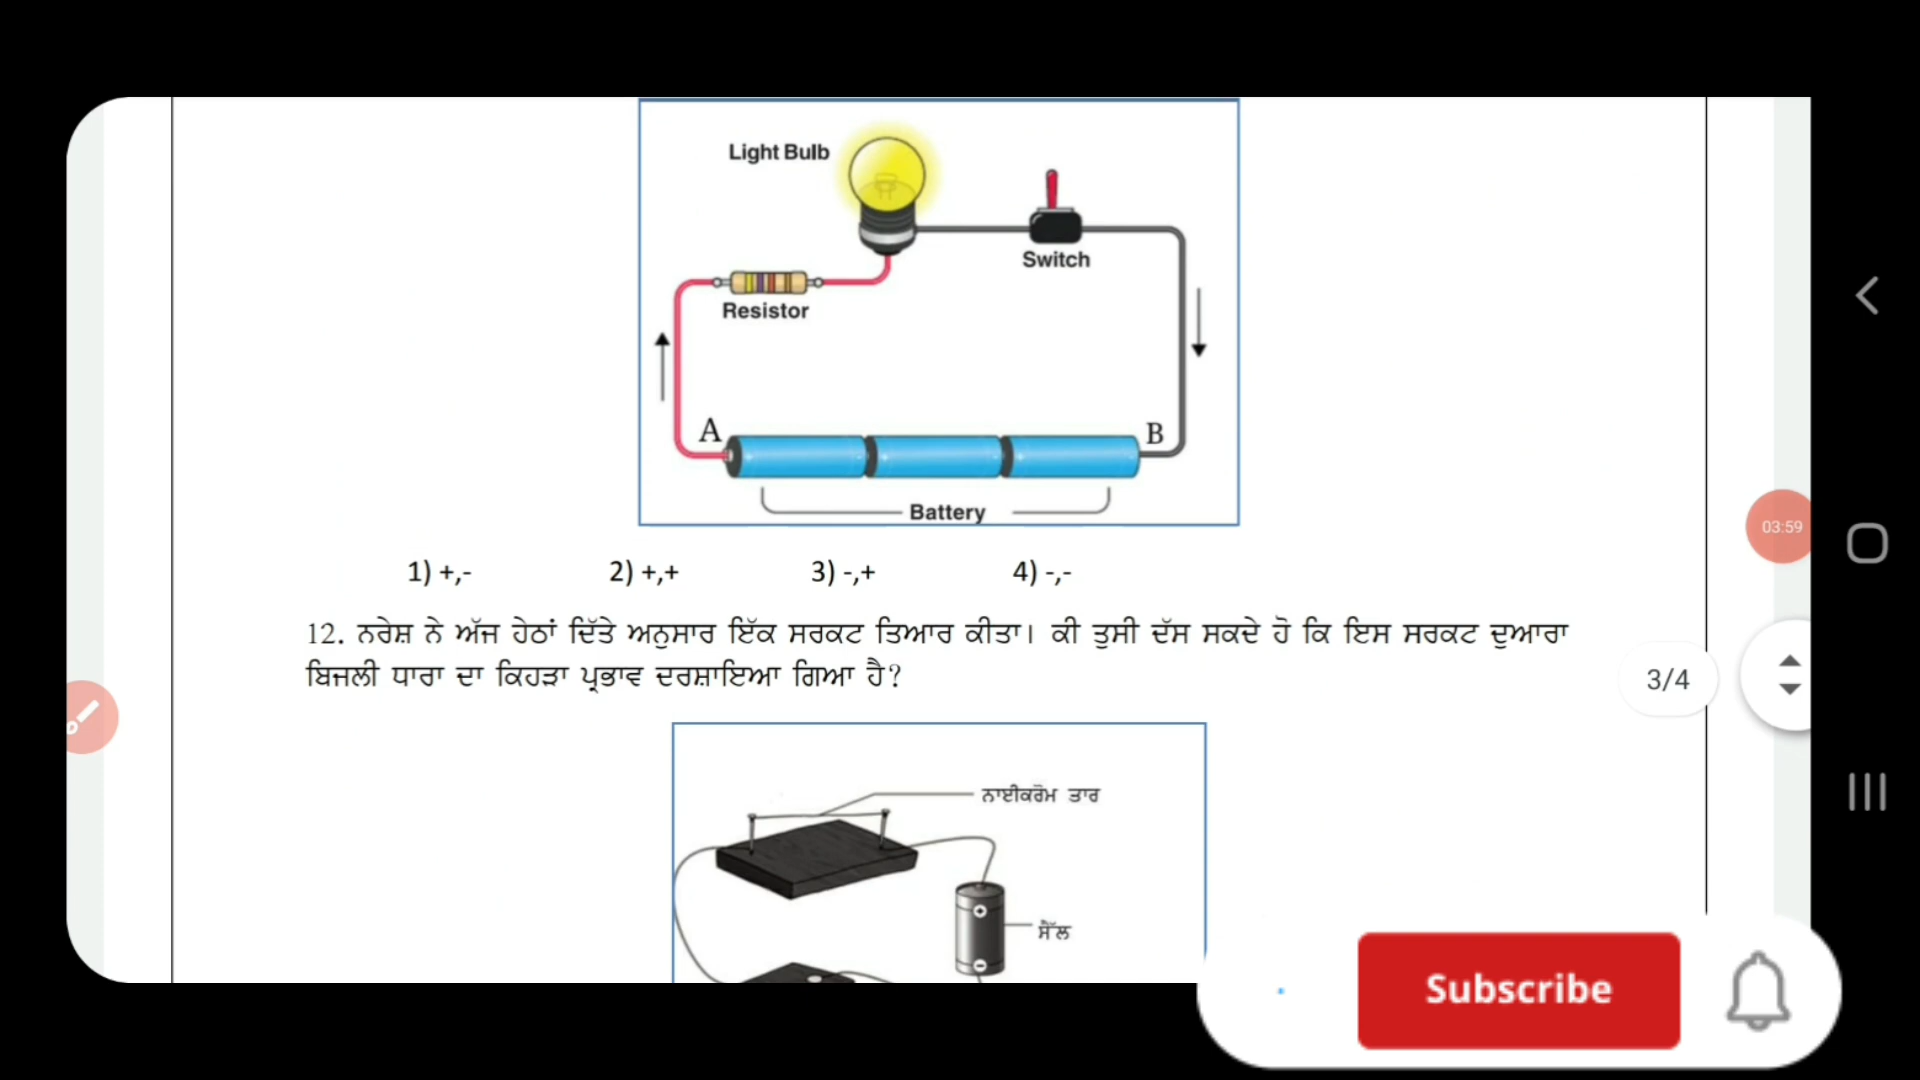 Light Bulb
Switch
Resistor
A
B
Battery
1) +,- 2) +,+ 3) -,+ 4) -,-
12. ਨਰੇਸ਼ ਨੇ ਅੱਜ ਹੇਠਾਂ ਦਿੱਤੇ ਅਨੁਸਾਰ ਇੱਕ ਸਰਕਟ ਤਿਆਰ ਕੀਤਾ। ਕੀ ਤੁਸੀ ਦੱਸ ਸਕਦੇ ਹੋ ਕਿ ਇਸ ਸਰਕਟ ਦੁਆਰਾ
ਬਿਜਲੀ ਧਾਰਾ ਦਾ ਕਿਹੜਾ ਪ੍ਰਭਾਵ ਦਰਸ਼ਾਇਆ ਗਿਆ ਹੈ?
ਨਾਈਕਰੋਮ ਤਾਰ
+
ਸੈੱਲ
-
03:59
3/4
Subscribe